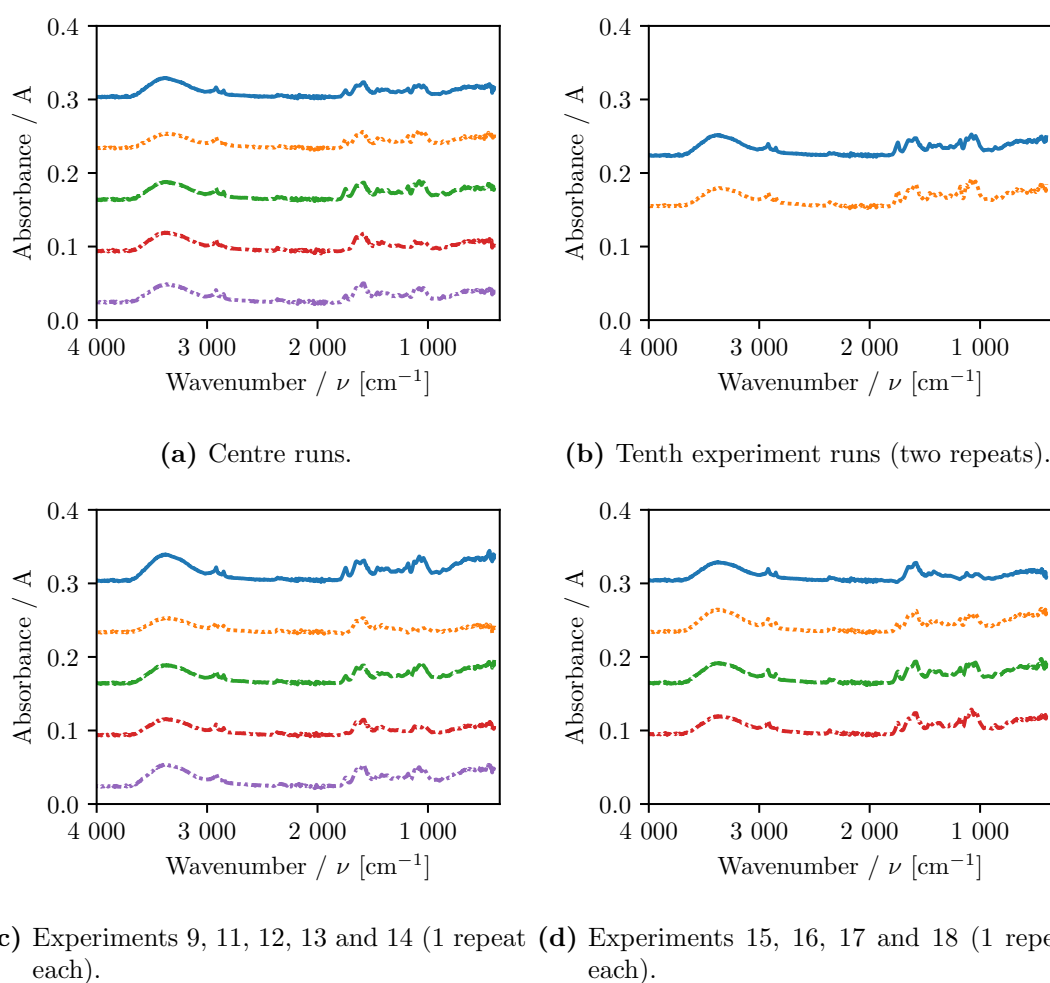 0.4
0.3
0.2
0.1
0.0
Absorbance / A
4 000 3 000 2 000 1 000
Wavenumber / ν [cm⁻¹]
(a) Centre runs.
0.4
0.3
0.2
0.1
0.0
Absorbance / A
4 000 3 000 2 000 1 000
Wavenumber / ν [cm⁻¹]
(b) Tenth experiment runs (two repeats).
0.4
0.3
0.2
0.1
0.0
Absorbance / A
4 000 3 000 2 000 1 000
Wavenumber / ν [cm⁻¹]
c) Experiments 9, 11, 12, 13 and 14 (1 repeat
each).
0.4
0.3
0.2
0.1
0.0
Absorbance / A
4 000 3 000 2 000 1 000
Wavenumber / ν [cm⁻¹]
(d) Experiments 15, 16, 17 and 18 (1 repe
each).